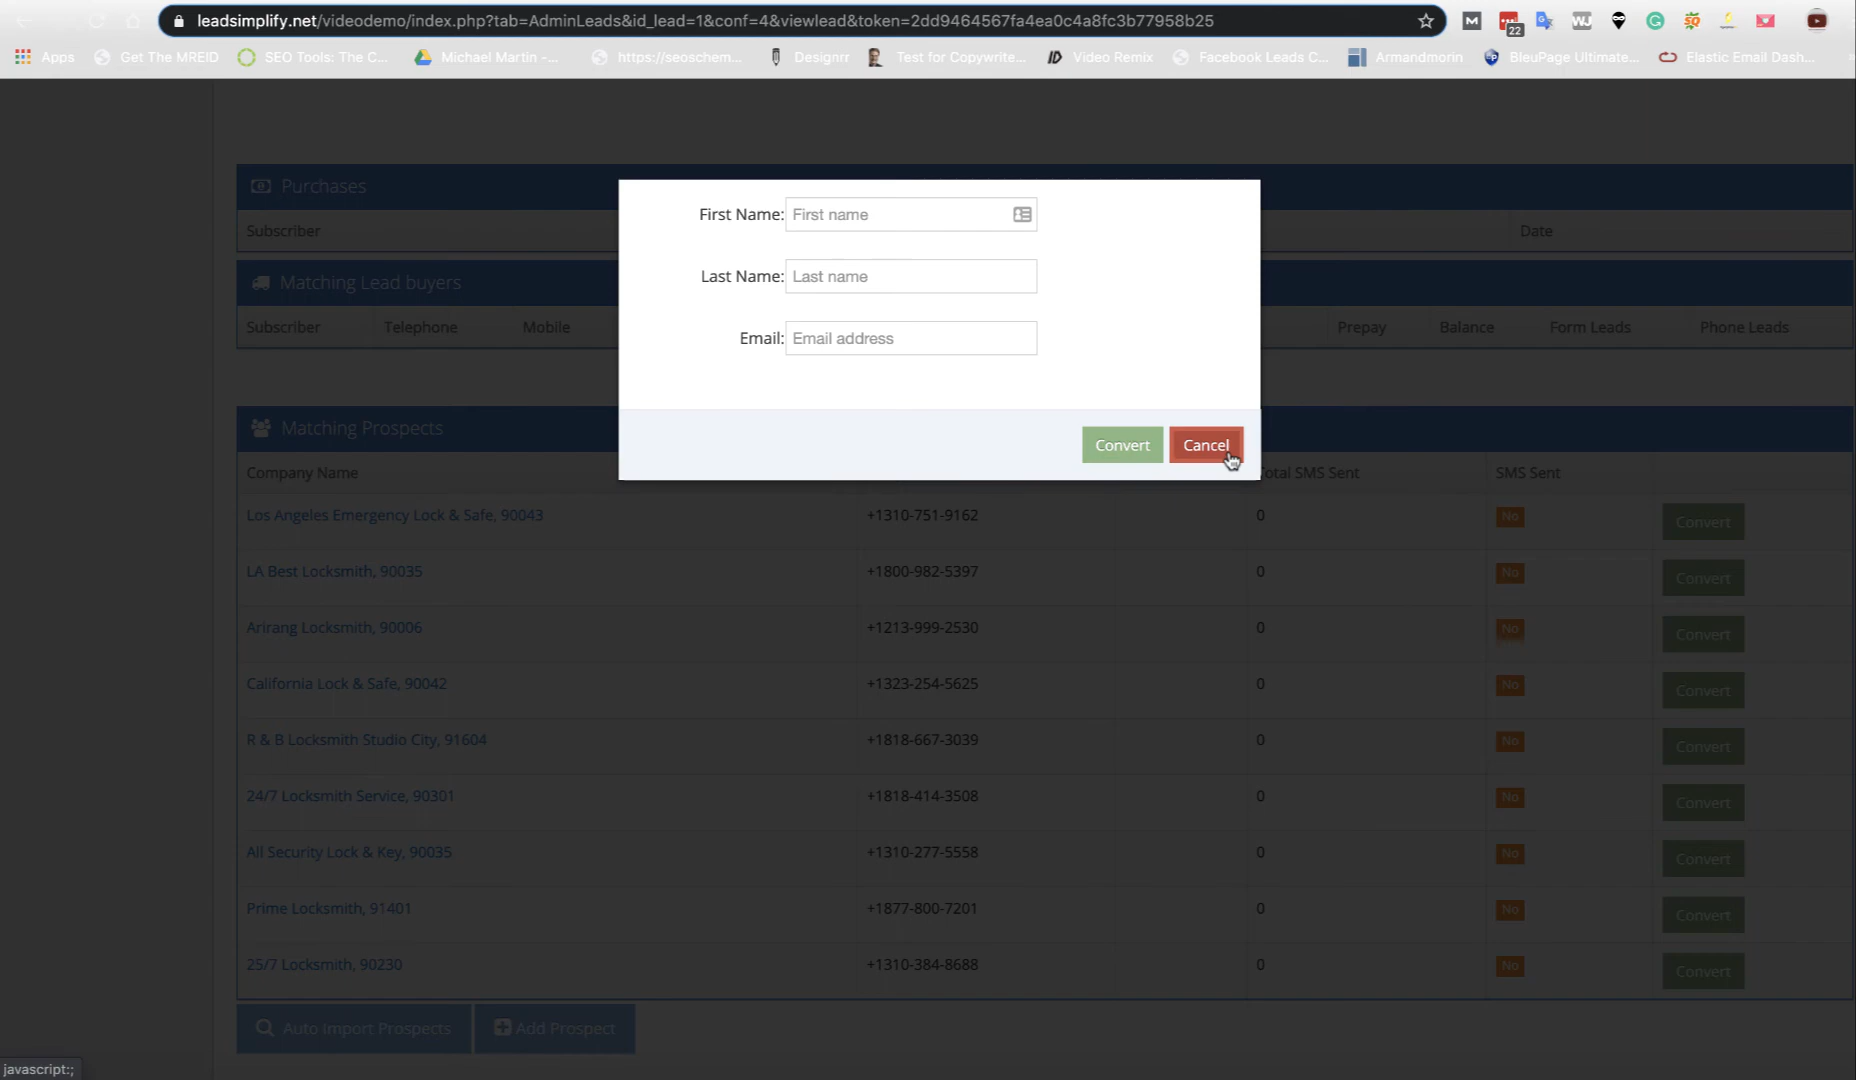 leadsimplify.net/videodemo/index.php?tab=AdminLeads&id_lead=1&conf=4&viewlead&token=2dd9464567fa4ea0c4a8fc3b77958b25
22
Apps Get The MREID SEO Tools: The C... Michael Martin -... https://seoschem... Designrr Test for Copywrite... Video Remix Facebook Leads C... Armandmorin BleuPage Ultimate... Elastic Email Dash...
Purchases
Subscriber Date
Matching Lead buyers
Subscriber Telephone Mobile Prepay Balance Form Leads Phone Leads
First Name: First name
Last Name: Last name
Email: Email address
Convert Cancel
Matching Prospects
Company Name Total SMS Sent SMS Sent
Los Angeles Emergency Lock & Safe, 90043 +1310-751-9162 0 No Convert
LA Best Locksmith, 90035 +1800-982-5397 0 No Convert
Arirang Locksmith, 90006 +1213-999-2530 0 No Convert
California Lock & Safe, 90042 +1323-254-5625 0 No Convert
R & B Locksmith Studio City, 91604 +1818-667-3039 0 No Convert
24/7 Locksmith Service, 90301 +1818-414-3508 0 No Convert
All Security Lock & Key, 90035 +1310-277-5558 0 No Convert
Prime Locksmith, 91401 +1877-800-7201 0 No Convert
25/7 Locksmith, 90230 +1310-384-8688 0 No Convert
Auto Import Prospects Add Prospect
javascript:;